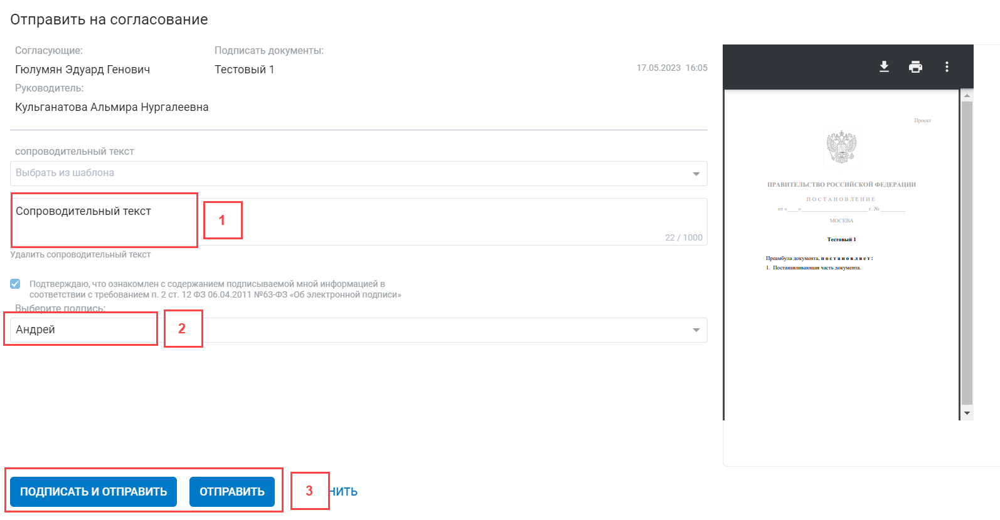 Отправить на согласование
Согласующие:
Подписать документы:
Гюлумян Эдуард Генович
Тестовый 1
17.05.2023 16:05
Руководитель:
Кульганатова Альмира Нургалеевна
сопроводительный текст
Выбрать из шаблона
Сопроводительный текст
1
22 / 1000
Удалить сопроводительный текст
Подтверждаю, что ознакомлен с содержанием подписываемой мной информацией в
соответствии с требованием п. 2 ст. 12 ФЗ 06.04.2011 №63-ФЗ «Об электронной подписи»
Выберите подпись:
Андрей
2
ПОДПИСАТЬ И ОТПРАВИТЬ
ОТПРАВИТЬ
3
НИТЬ
Проект
ПРАВИТЕЛЬСТВО РОССИЙСКОЙ ФЕДЕРАЦИИ
ПОСТАНОВЛЕНИЕ
от «____»________________________ г. № _________
МОСКВА
Тестовый 1
Преамбула документа, постановляет:
1. Постанавливающая часть документа.